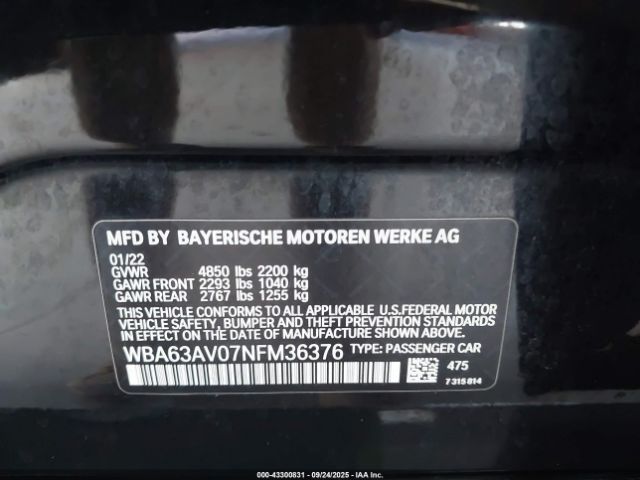 MFD BY BAYERISCHE MOTOREN WERKE AG
01/22
GVWR 4850 lbs 2200 kg
GAWR FRONT 2293 lbs 1040 kg
GAWR REAR 2767 lbs 1255 kg
THIS VEHICLE CONFORMS TO ALL APPLICABLE U.S.FEDERAL MOTOR
VEHICLE SAFETY, BUMPER AND THEFT PREVENTION STANDARDS
IN EFFECT ON THE DATE OF MANUFACTURE SHOWN ABOVE.
WBA63AV07NFM36376 TYPE: PASSENGER CAR
475
7 315 814
000-43300831 - 09/24/2025 - IAA Inc.